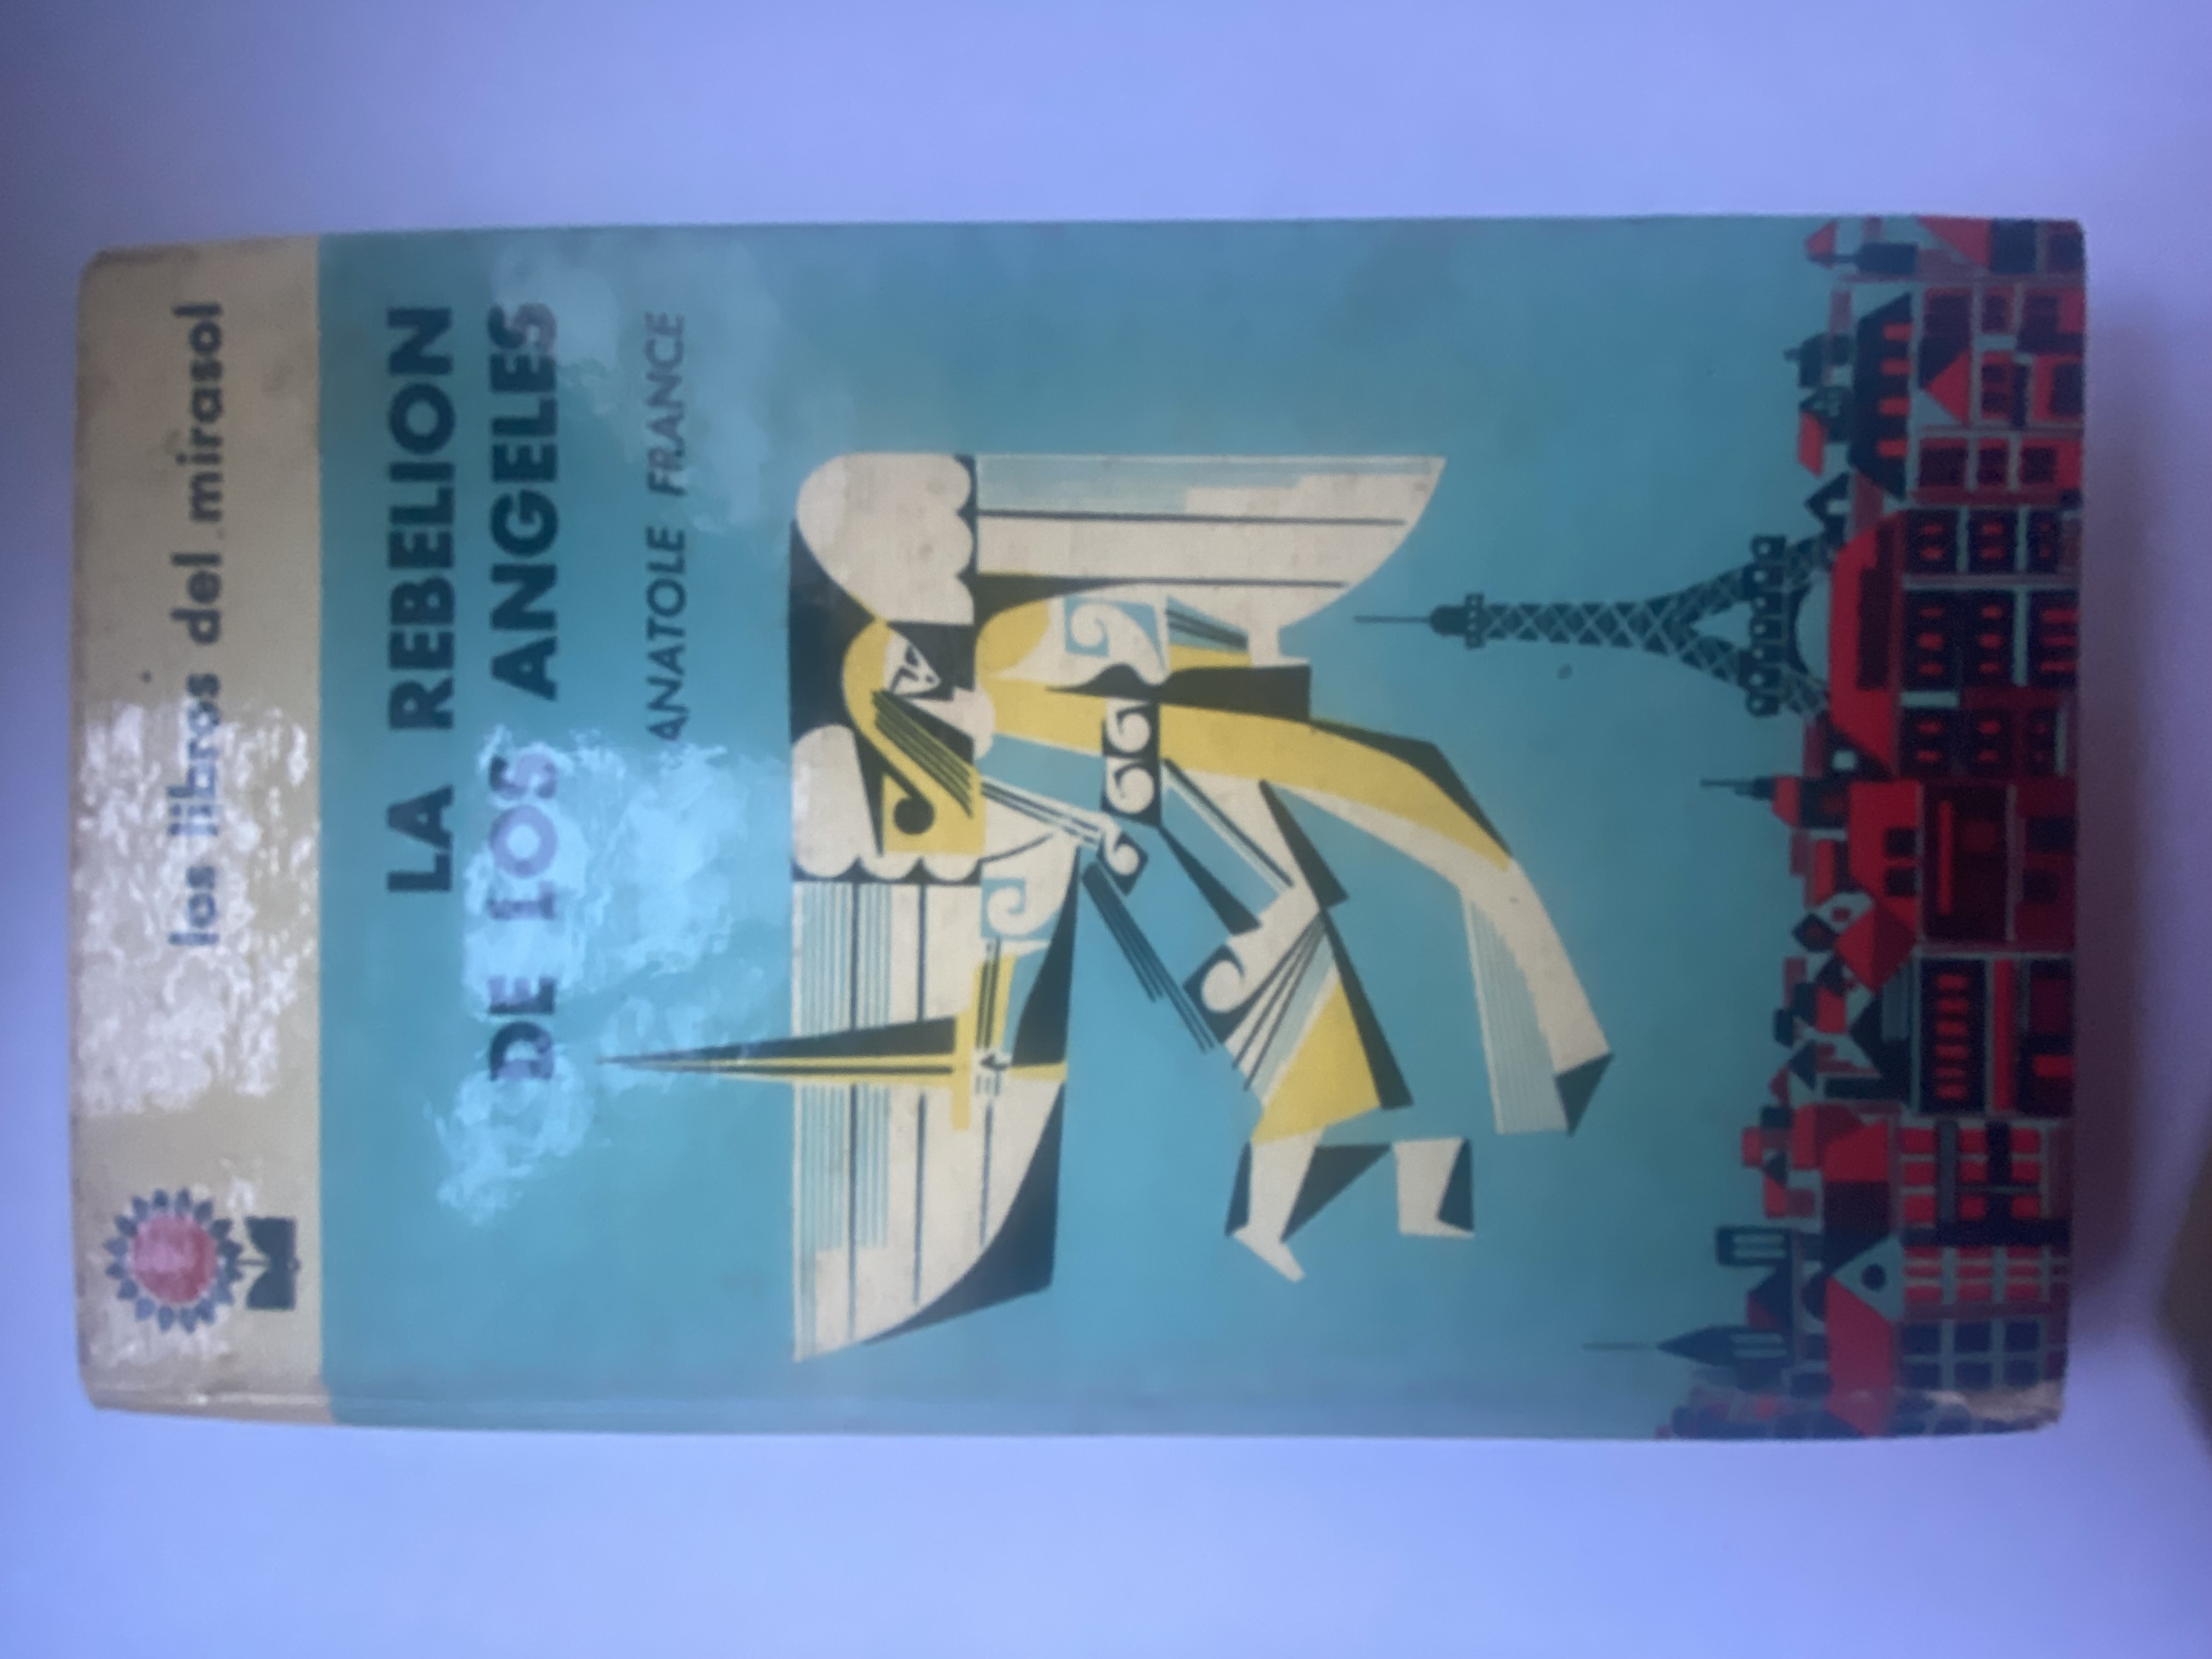 los libros del mirasol
LA REBELION
DE LOS ANGELES
ANATOLE FRANCE